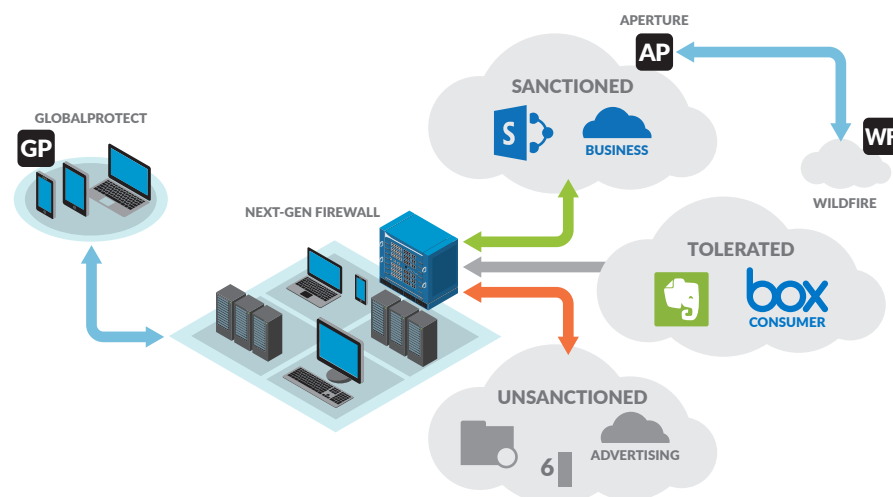 APERTURE
AP
SANCTIONED
S
BUSINESS
GLOBALPROTECT
GP
WF
WILDFIRE
NEXT-GEN FIREWALL
TOLERATED
box
CONSUMER
UNSANCTIONED
6
ADVERTISING